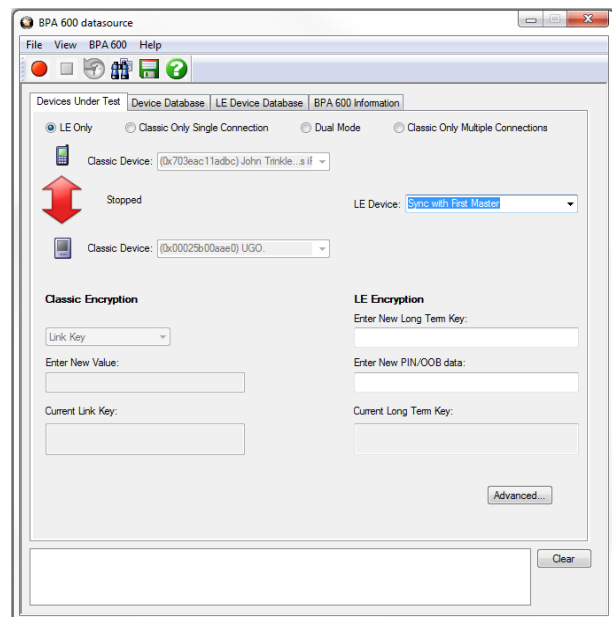 BPA 600 datasource
File View BPA 600 Help
Devices Under Test Device Database LE Device Database BPA 600 Information
LE Only Classic Only Single Connection Dual Mode Classic Only Multiple Connections
Classic Device: (0x703eac11adbc) John Trinkle...s iF
Stopped
LE Device: Sync with First Master
Classic Device: (0x00025b00aae0) UGO.
Classic Encryption LE Encryption
Enter New Long Term Key:
Link Key
Enter New Value: Enter New PIN/OOB data:
Current Link Key: Current Long Term Key:
Advanced...
Clear